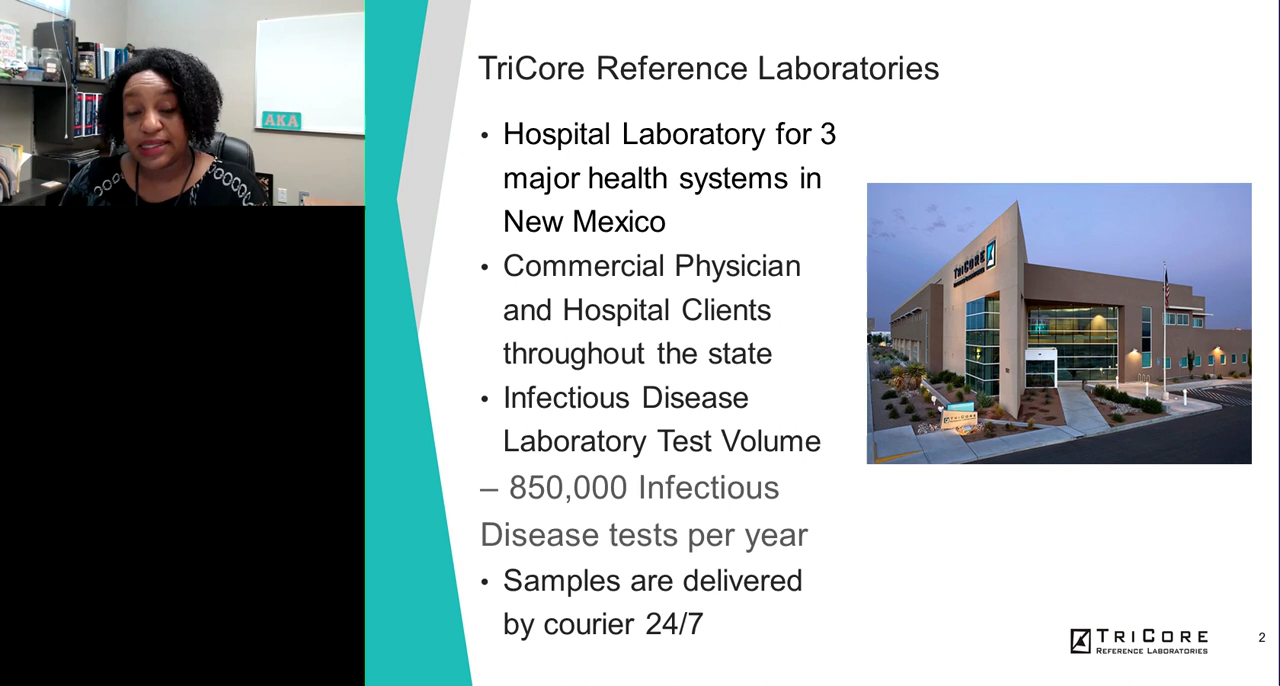 AKA
TriCore Reference Laboratories
• Hospital Laboratory for 3
major health systems in
New Mexico
• Commercial Physician
and Hospital Clients
throughout the state
• Infectious Disease
Laboratory Test Volume
– 850,000 Infectious
Disease tests per year
• Samples are delivered
by courier 24/7
TRICORE
TRICORE
TRICORE
REFERENCE LABORATORIES
2